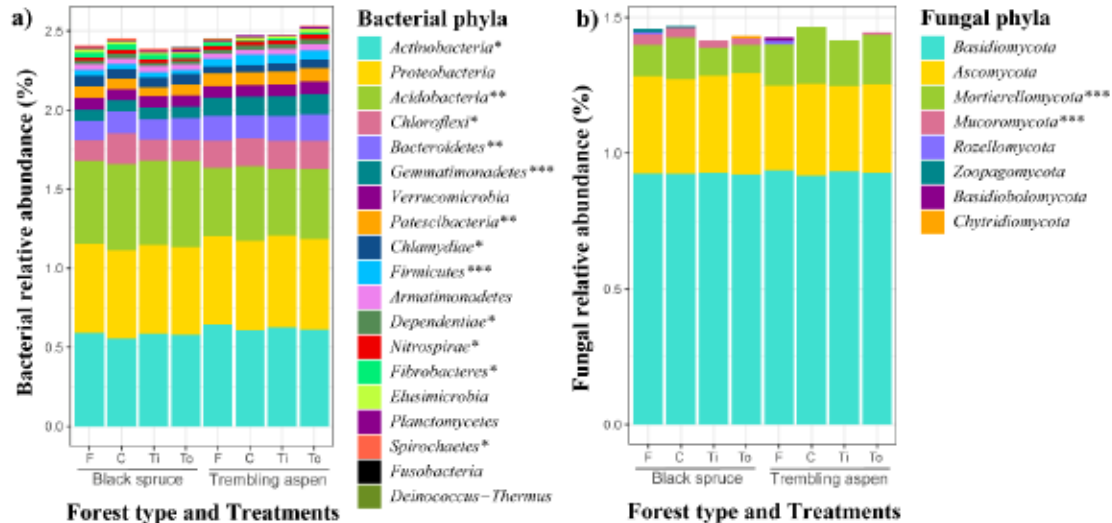 a)
Bacterial relative abundance (%)
2.5
2.0
1.5
1.0
0.5
0.0
F C Ti To F C Ti To
Black spruce Trembling aspen
Forest type and Treatments
Bacterial phyla
Actinobacteria*
Proteobacteria
Acidobacteria**
Chloroflexi*
Bacteroidetes**
Gemmatimonadetes***
Verrucomicrobia
Patescibacteria**
Chlamydiae*
Firmicutes***
Armatimonadetes
Dependentiae*
Nitrospirae*
Fibrobacteres*
Elusimicrobia
Planctomycetes
Spirochaetes*
Fusobacteria
Deinococcus-Thermus
b)
Fungal relative abundance (%)
1.5
1.0
0.5
0.0
F C Ti To F C Ti To
Black spruce Trembling aspen
Forest type and Treatments
Fungal phyla
Basidiomycota
Ascomycota
Mortierellomycota***
Mucoromycota***
Rozellomycota
Zoopagomycota
Basidiobolomycota
Chytridiomycota